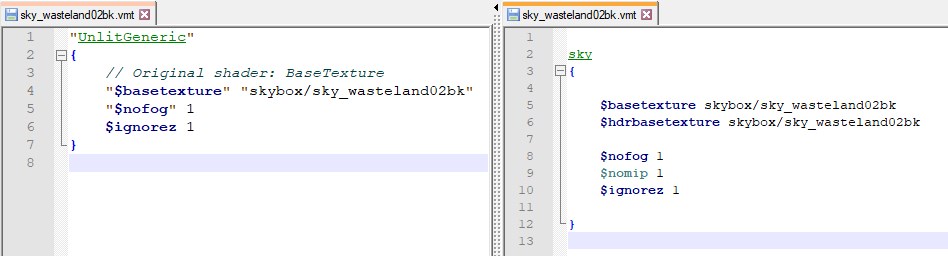 sky_wasteland02bk.vmt
1 "UnlitGeneric"
2 {
3 // Original shader: BaseTexture
4 "$basetexture" "skybox/sky_wasteland02bk"
5 "$nofog" 1
6 $ignorez 1
7 }
8
sky_wasteland02bk.vmt
1
2 sky
3 {
4
5 $basetexture skybox/sky_wasteland02bk
6 $hdrbasetexture skybox/sky_wasteland02bk
7
8 $nofog 1
9 $nomip 1
10 $ignorez 1
11
12 }
13